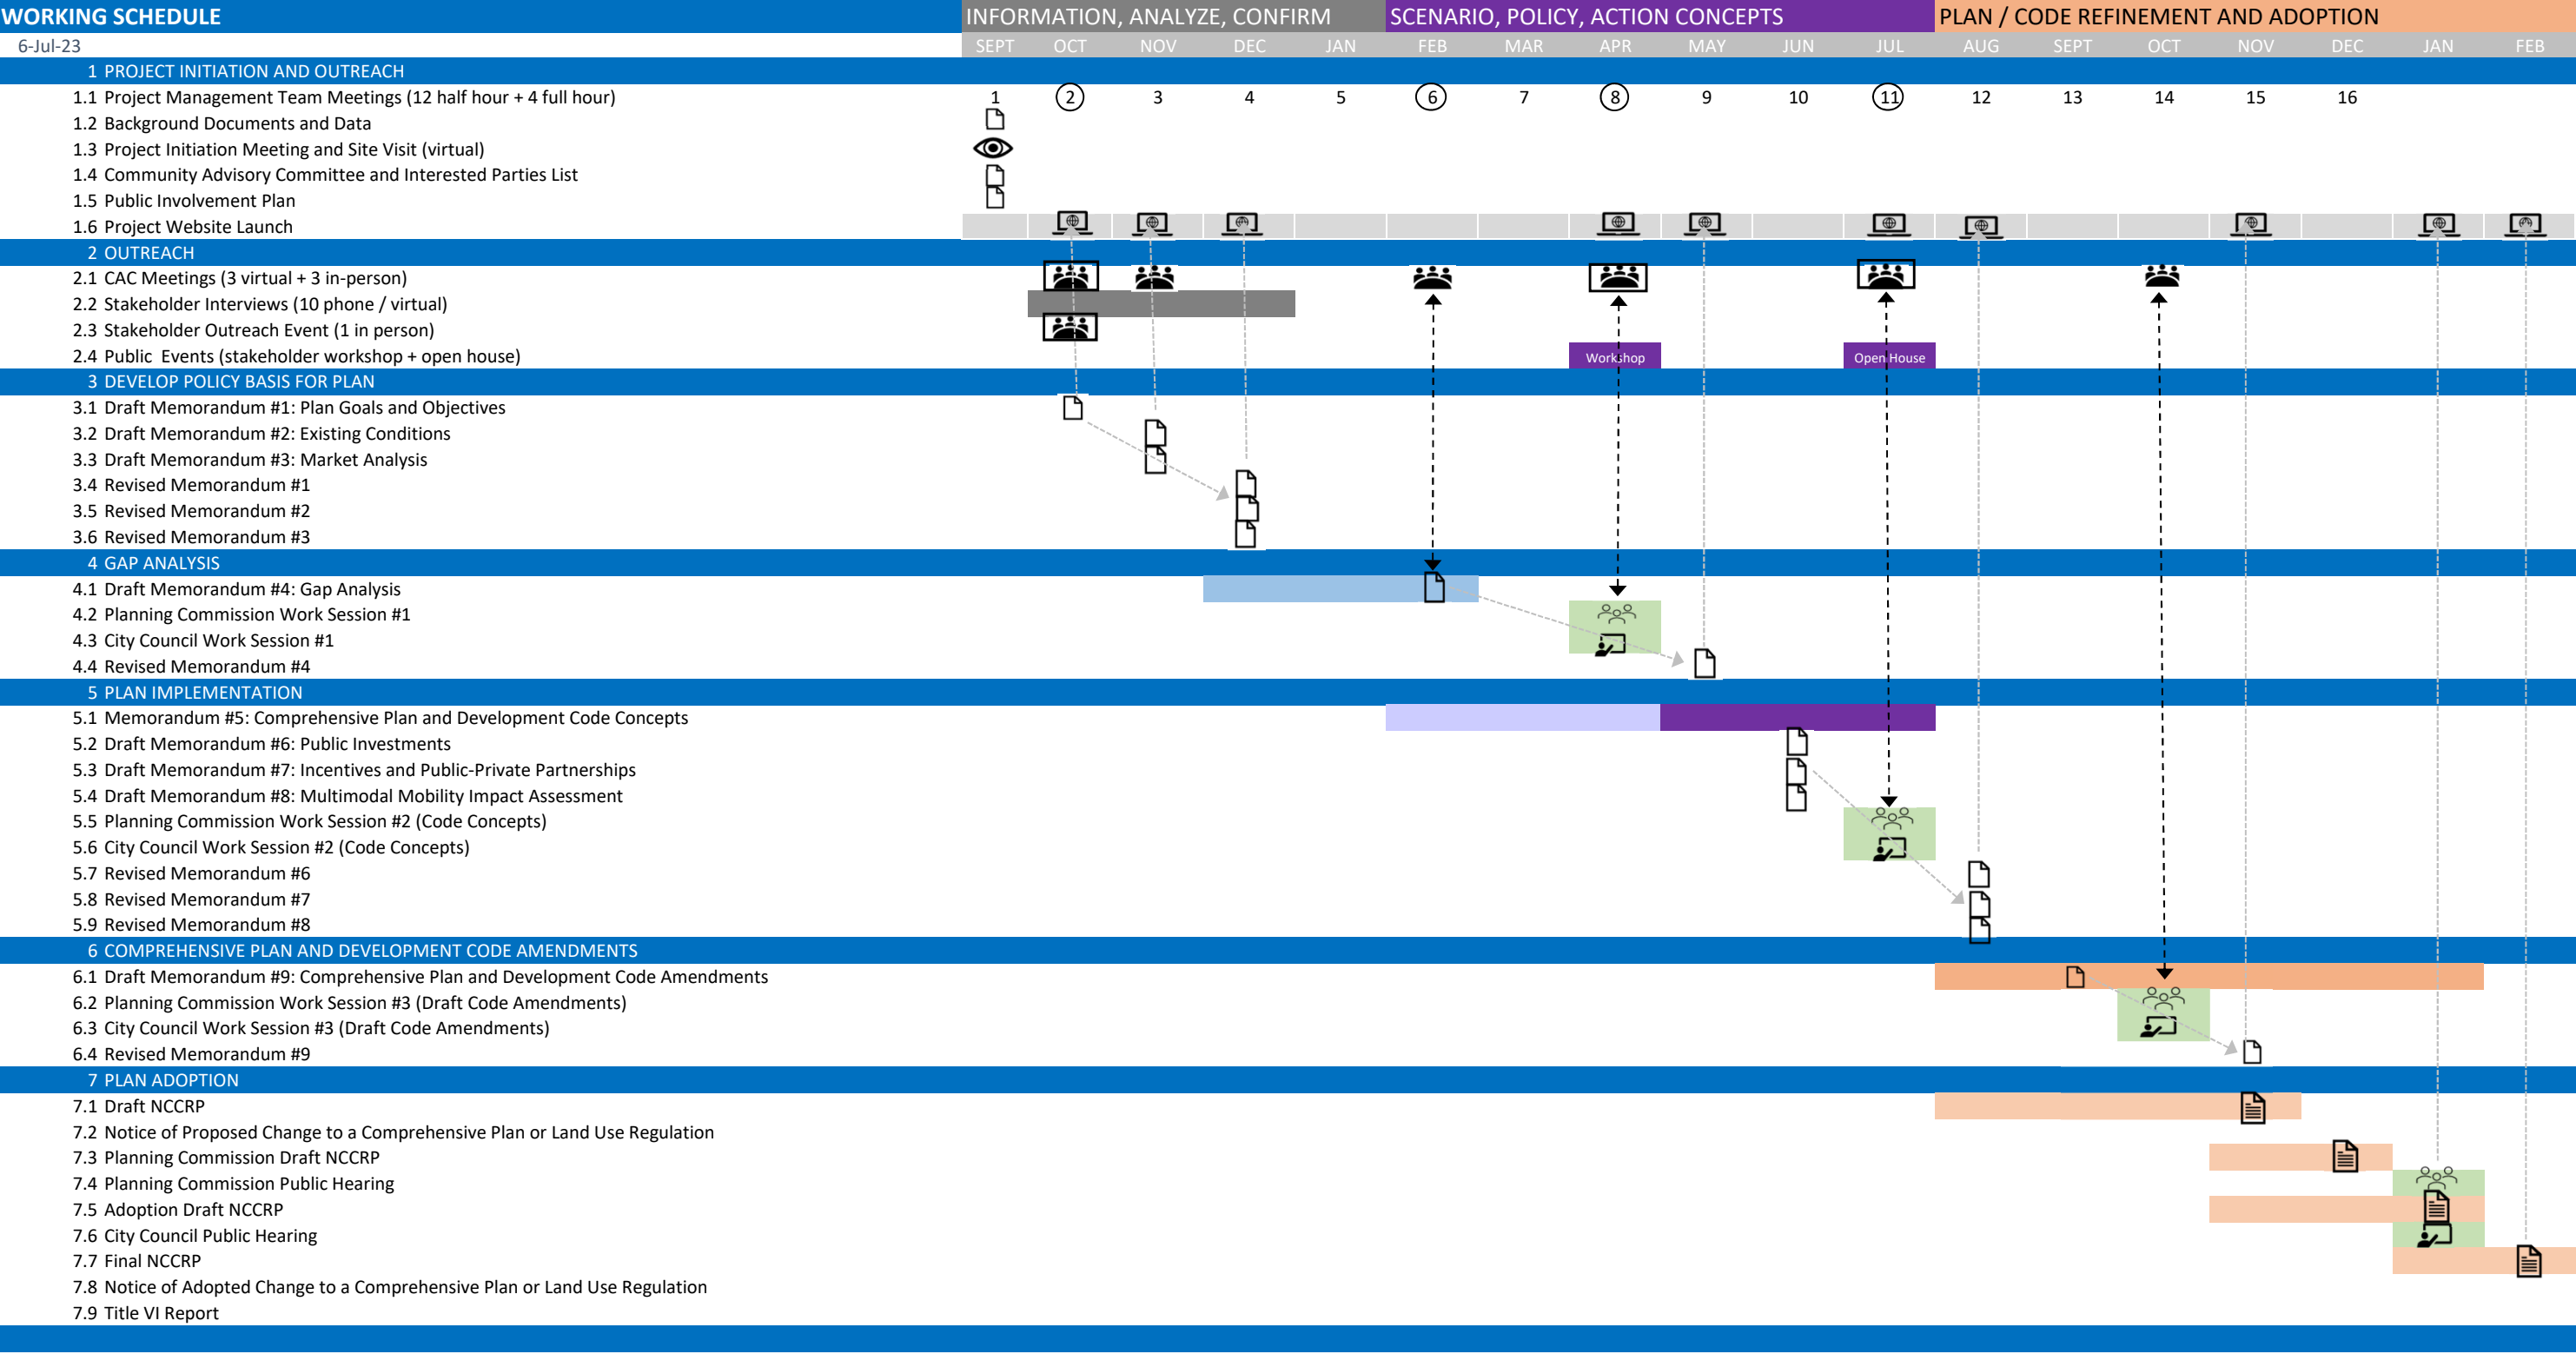 WORKING SCHEDULE INFORMATION, ANALYZE, CONFIRM SCENARIO, POLICY, ACTION CONCEPTS PLAN / CODE REFINEMENT AND ADOPTION
6-Jul-23 SEPT OCT NOV DEC JAN FEB MAR APR MAY JUN JUL AUG SEPT OCT NOV DEC JAN FEB
1 PROJECT INITIATION AND OUTREACH
1.1 Project Management Team Meetings (12 half hour + 4 full hour) 1 2 3 4 5 6 7 8 9 10 11 12 13 14 15 16
1.2 Background Documents and Data
1.3 Project Initiation Meeting and Site Visit (virtual)
1.4 Community Advisory Committee and Interested Parties List
1.5 Public Involvement Plan
1.6 Project Website Launch
2 OUTREACH
2.1 CAC Meetings (3 virtual + 3 in-person)
2.2 Stakeholder Interviews (10 phone / virtual)
2.3 Stakeholder Outreach Event (1 in person)
2.4 Public Events (stakeholder workshop + open house) Workshop Open House
3 DEVELOP POLICY BASIS FOR PLAN
3.1 Draft Memorandum #1: Plan Goals and Objectives
3.2 Draft Memorandum #2: Existing Conditions
3.3 Draft Memorandum #3: Market Analysis
3.4 Revised Memorandum #1
3.5 Revised Memorandum #2
3.6 Revised Memorandum #3
4 GAP ANALYSIS
4.1 Draft Memorandum #4: Gap Analysis
4.2 Planning Commission Work Session #1
4.3 City Council Work Session #1
4.4 Revised Memorandum #4
5 PLAN IMPLEMENTATION
5.1 Memorandum #5: Comprehensive Plan and Development Code Concepts
5.2 Draft Memorandum #6: Public Investments
5.3 Draft Memorandum #7: Incentives and Public-Private Partnerships
5.4 Draft Memorandum #8: Multimodal Mobility Impact Assessment
5.5 Planning Commission Work Session #2 (Code Concepts)
5.6 City Council Work Session #2 (Code Concepts)
5.7 Revised Memorandum #6
5.8 Revised Memorandum #7
5.9 Revised Memorandum #8
6 COMPREHENSIVE PLAN AND DEVELOPMENT CODE AMENDMENTS
6.1 Draft Memorandum #9: Comprehensive Plan and Development Code Amendments
6.2 Planning Commission Work Session #3 (Draft Code Amendments)
6.3 City Council Work Session #3 (Draft Code Amendments)
6.4 Revised Memorandum #9
7 PLAN ADOPTION
7.1 Draft NCCRP
7.2 Notice of Proposed Change to a Comprehensive Plan or Land Use Regulation
7.3 Planning Commission Draft NCCRP
7.4 Planning Commission Public Hearing
7.5 Adoption Draft NCCRP
7.6 City Council Public Hearing
7.7 Final NCCRP
7.8 Notice of Adopted Change to a Comprehensive Plan or Land Use Regulation
7.9 Title VI Report